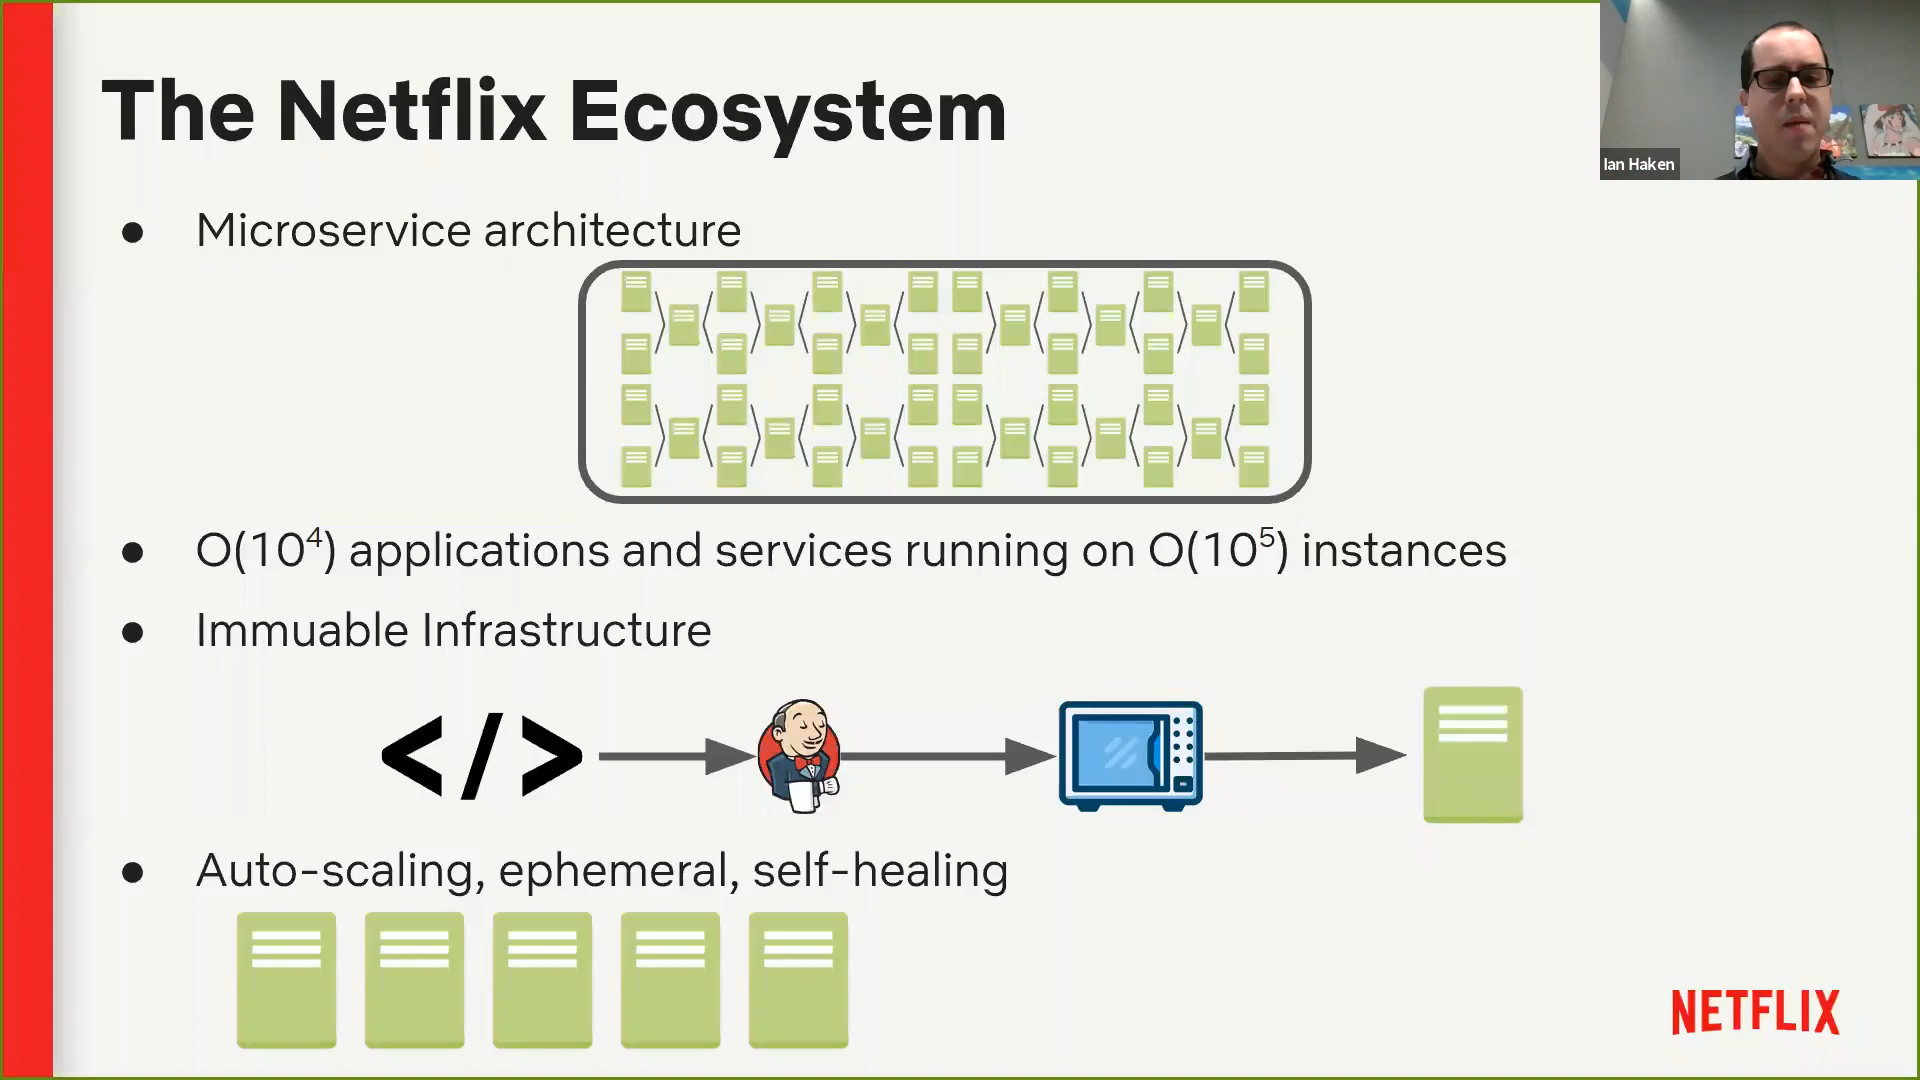 The Netflix Ecosystem
Ian Haken
● Microservice architecture
● O(10⁴) applications and services running on O(10⁵) instances
● Immuable Infrastructure
</>
● Auto-scaling, ephemeral, self-healing
NETFLIX